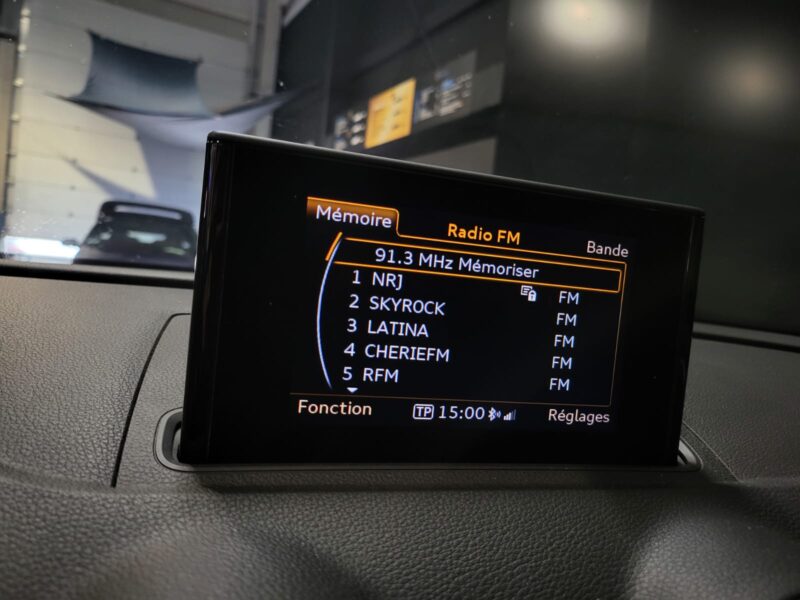 Mémoire
Radio FM
Bande
91.3 MHz Mémoriser
1 NRJ FM
2 SKYROCK FM
3 LATINA FM
4 CHERIEFM FM
5 RFM FM
Fonction
TP 15:00
Réglages